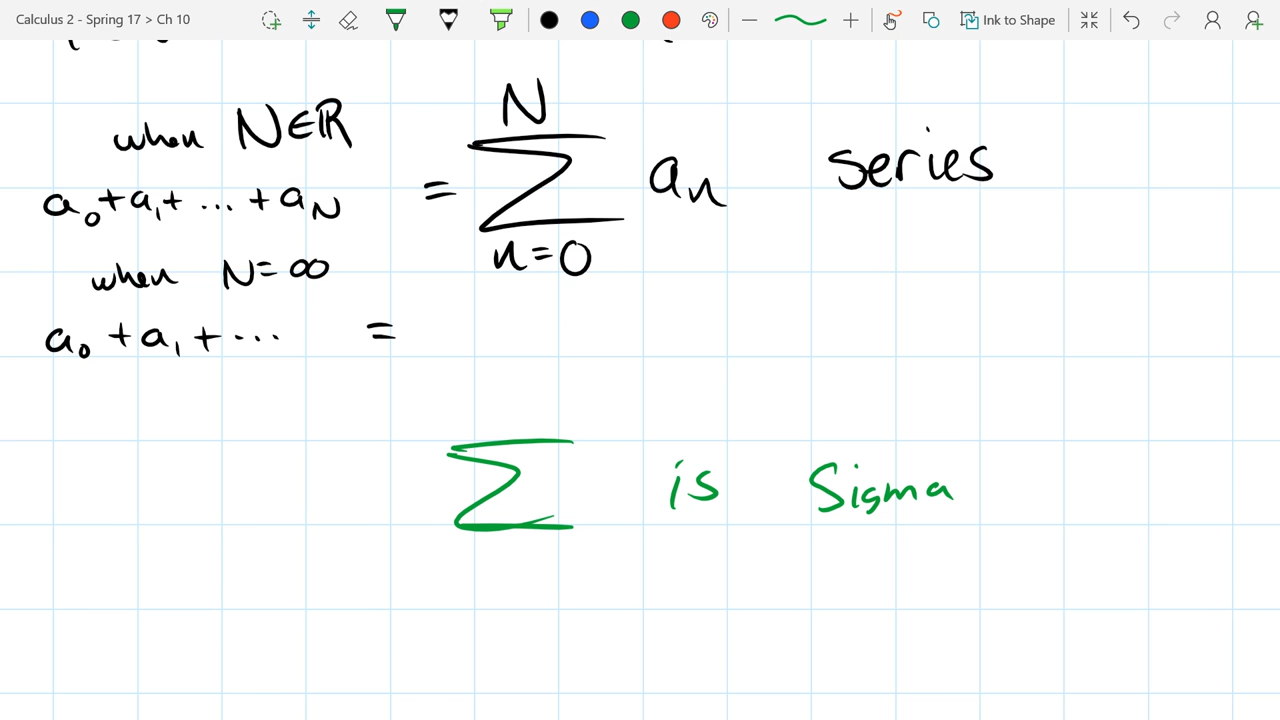 Calculus 2 - Spring 17 > Ch 10
Ink to Shape
when N∈ℝ
a₀+a₁+ ... + a_N = ∑_{n=0}^{N} aₙ series
when N=∞
a₀ + a₁ + ... =
∑ is Sigma